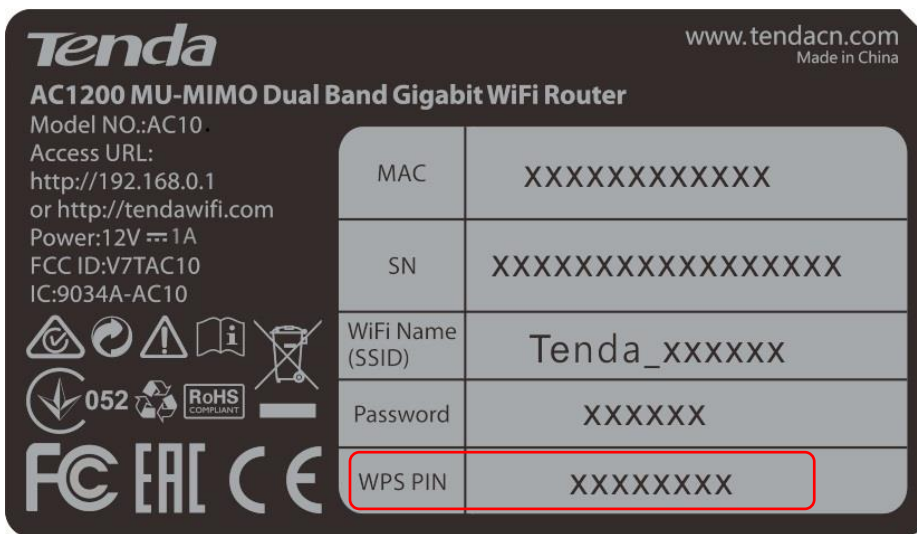 Tenda
www.tendacn.com
Made in China
AC1200 MU-MIMO Dual Band Gigabit WiFi Router
Model NO.:AC10.
Access URL:
http://192.168.0.1
or http://tendawifi.com
Power:12V ⎓ 1A
FCC ID:V7TAC10
IC:9034A-AC10
MAC XXXXXXXXXXXX
SN XXXXXXXXXXXXXXXXX
WiFi Name
(SSID) Tenda_xxxxxx
Password XXXXXX
WPS PIN XXXXXXXX
052
RoHS
COMPLIANT
FC EAC CE